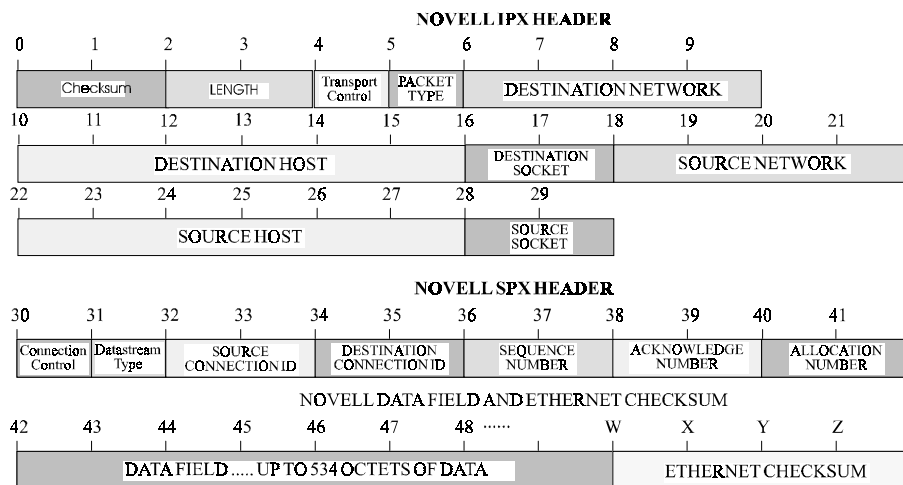 NOVELL IPX HEADER
0 1 2 3 4 5 6 7 8 9
Checksum LENGTH Transport Control PACKET TYPE DESTINATION NETWORK
10 11 12 13 14 15 16 17 18 19 20 21
DESTINATION HOST DESTINATION SOCKET SOURCE NETWORK
22 23 24 25 26 27 28 29
SOURCE HOST SOURCE SOCKET
NOVELL SPX HEADER
30 31 32 33 34 35 36 37 38 39 40 41
Connection Control Datastream Type SOURCE CONNECTION ID DESTINATION CONNECTION ID SEQUENCE NUMBER ACKNOWLEDGE NUMBER ALLOCATION NUMBER
NOVELL DATA FIELD AND ETHERNET CHECKSUM
42 43 44 45 46 47 48 ...... W X Y Z
DATA FIELD ..... UP TO 534 OCTETS OF DATA ETHERNET CHECKSUM